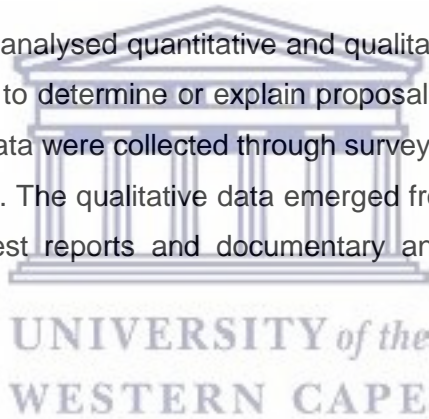 analysed quantitative and qualita
to determine or explain proposal
ata were collected through survey
. The qualitative data emerged fr
est reports and documentary an
UNIVERSITY of the
WESTERN CAPE